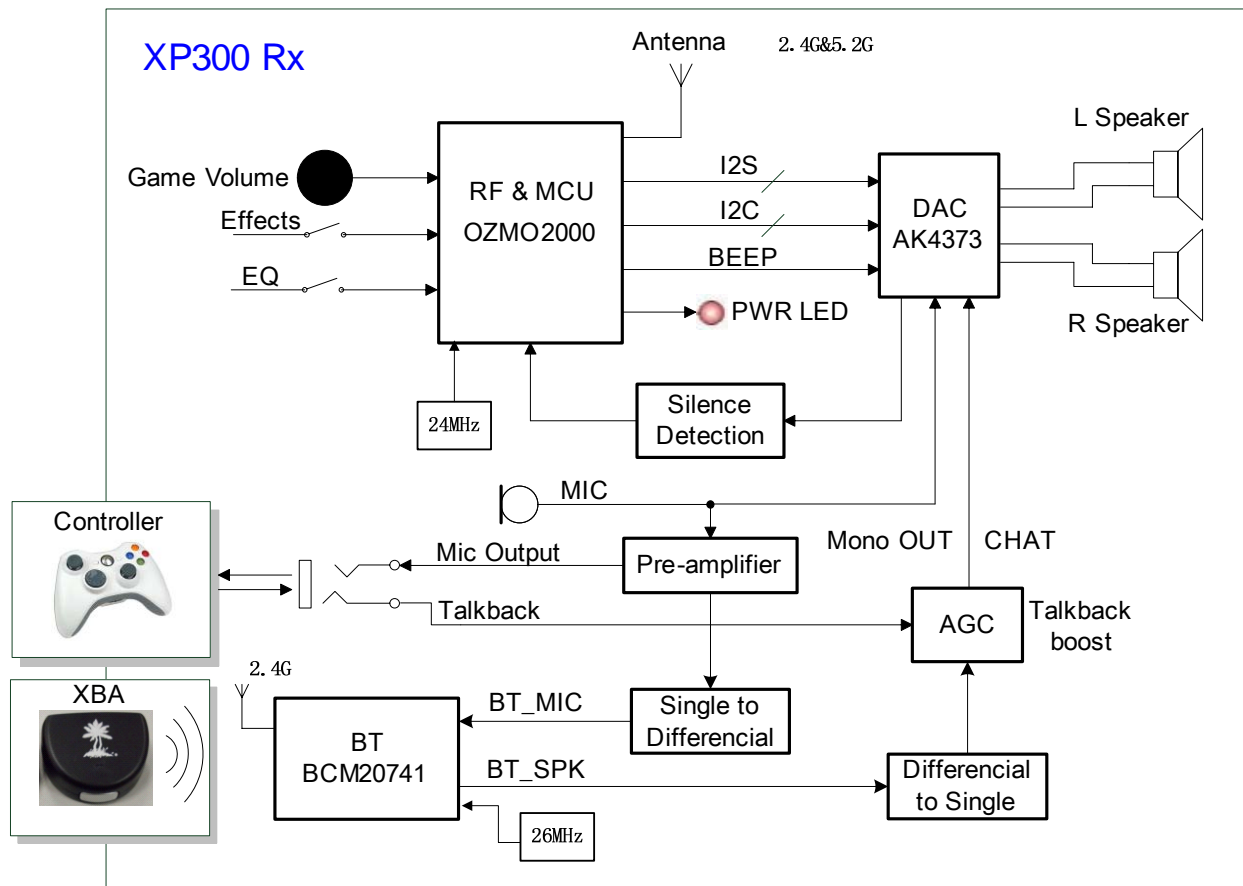 XP300 Rx
Antenna
2.4G&5.2G
L Speaker
Game Volume
Effects
EQ
RF & MCU
OZMO2000
I2S
I2C
BEEP
PWR LED
DAC
AK4373
R Speaker
24MHz
Silence
Detection
MIC
Controller
Mic Output
Pre-amplifier
Mono OUT
CHAT
Talkback
AGC
Talkback
boost
XBA
2.4G
BT
BCM20741
BT_MIC
Single to
Differencial
BT_SPK
Differencial
to Single
26MHz